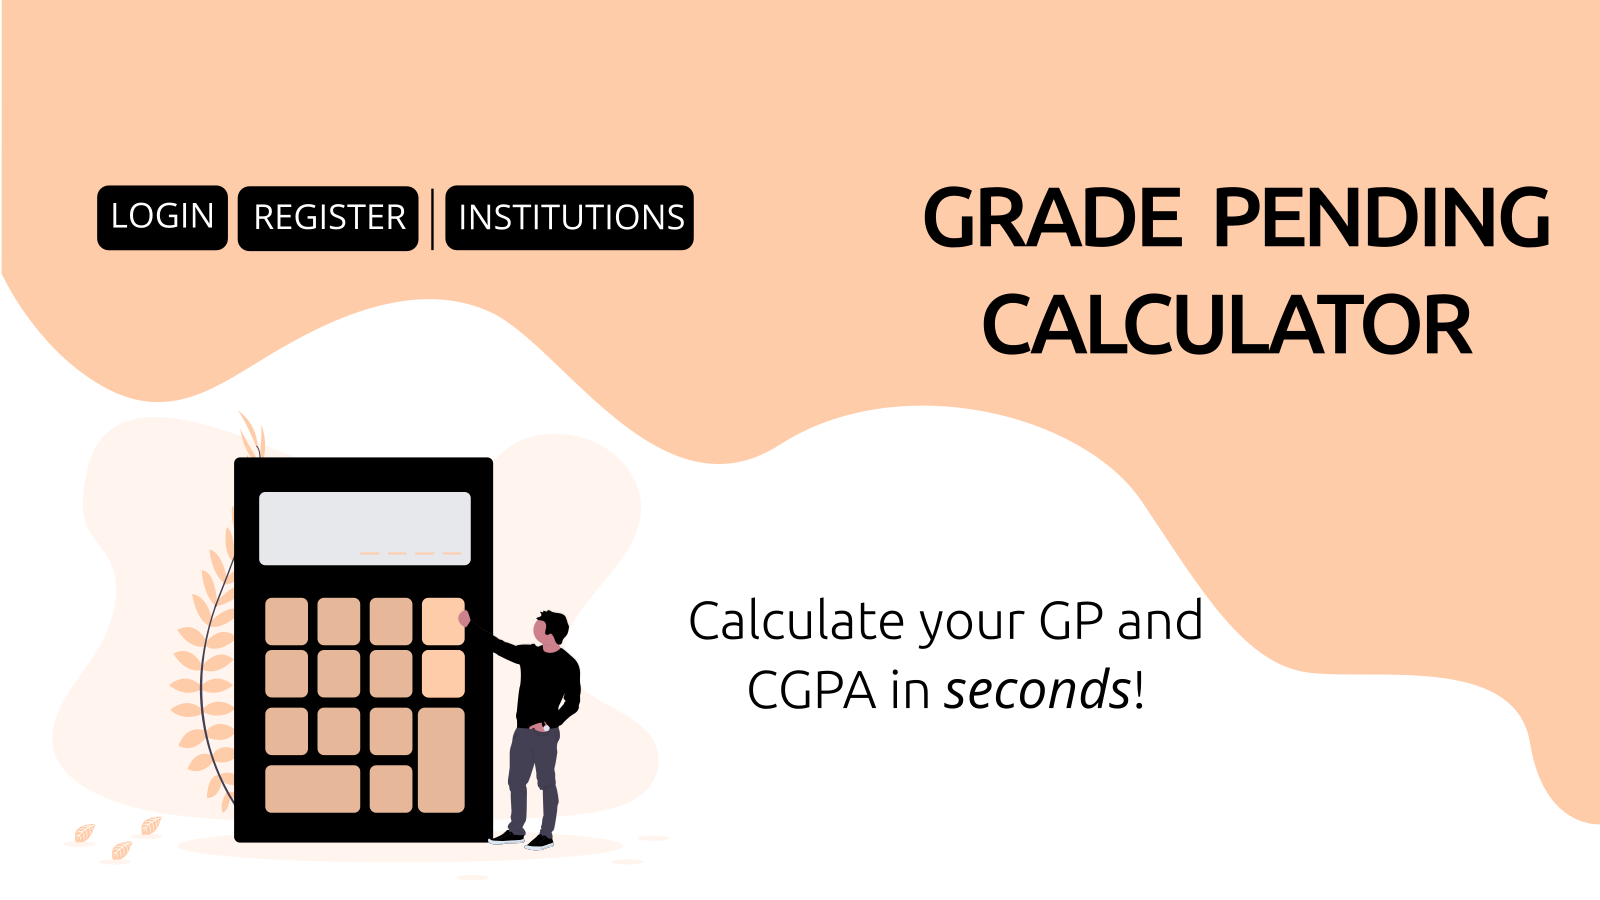 LOGIN REGISTER | INSTITUTIONS
GRADE PENDING
CALCULATOR
Calculate your GP and
CGPA in seconds!